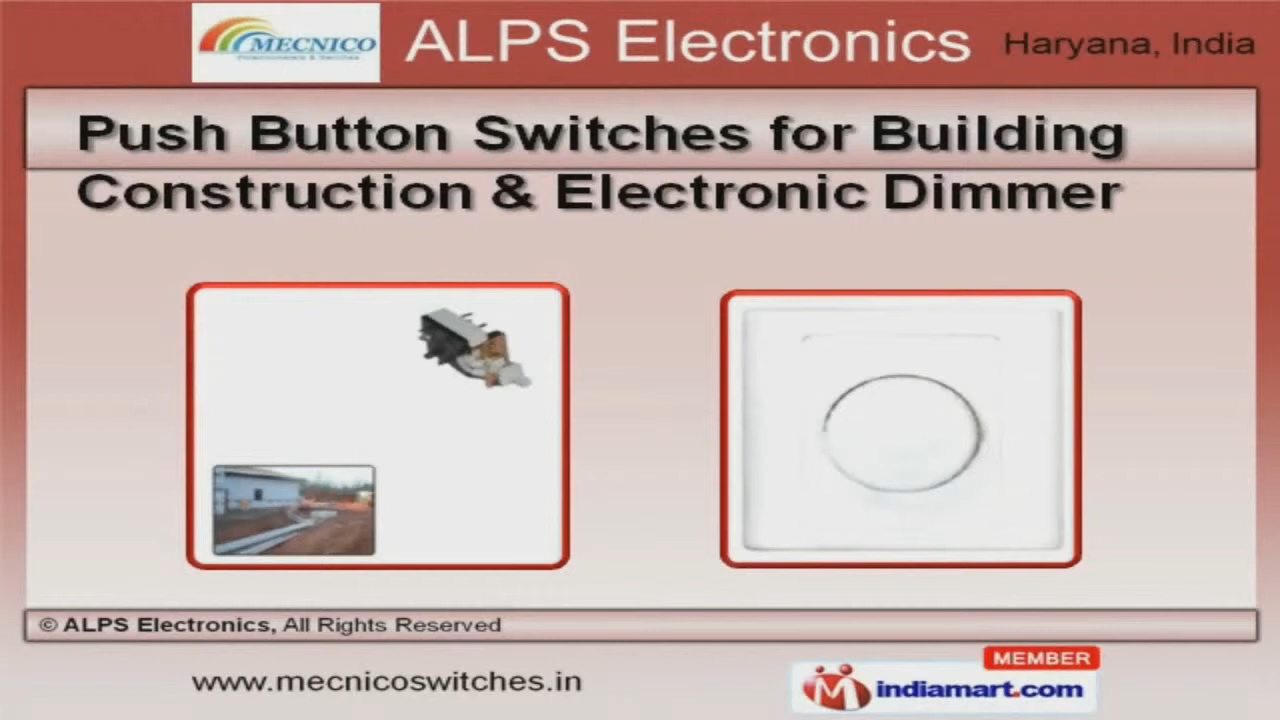 MECNICO
ALPS Electronics
Haryana, India
Push Button Switches for Building
Construction & Electronic Dimmer
© ALPS Electronics, All Rights Reserved
www.mecnicoswitches.in
MEMBER
indiamart.com